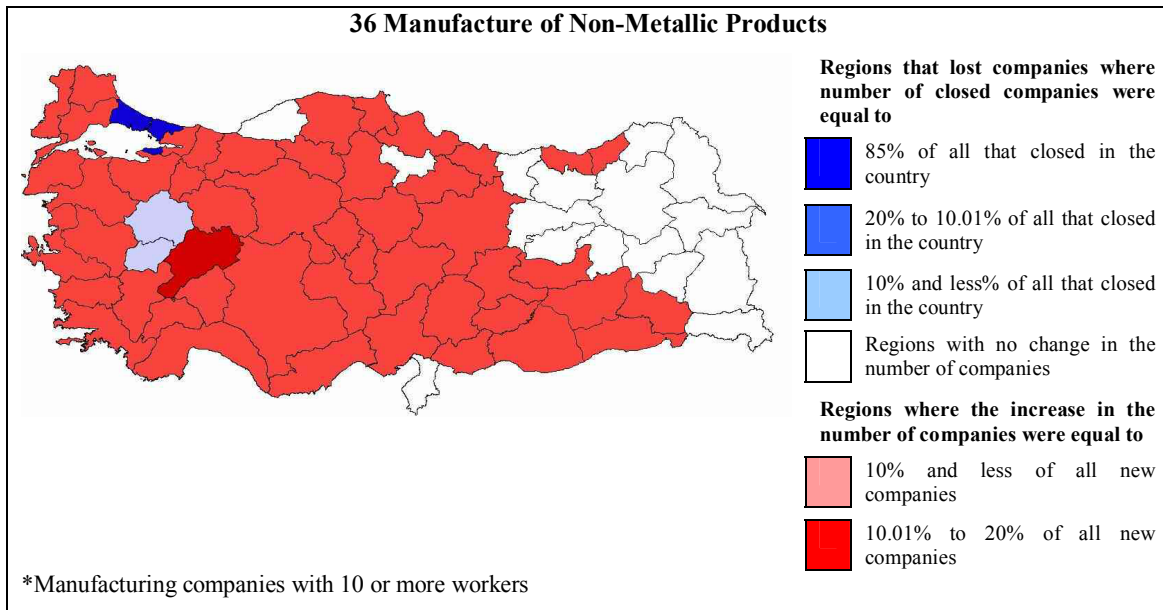 36 Manufacture of Non-Metallic Products
Regions that lost companies where
number of closed companies were
equal to
85% of all that closed in the
country
20% to 10.01% of all that closed
in the country
10% and less% of all that closed
in the country
Regions with no change in the
number of companies
Regions where the increase in the
number of companies were equal to
10% and less of all new
companies
10.01% to 20% of all new
companies
*Manufacturing companies with 10 or more workers